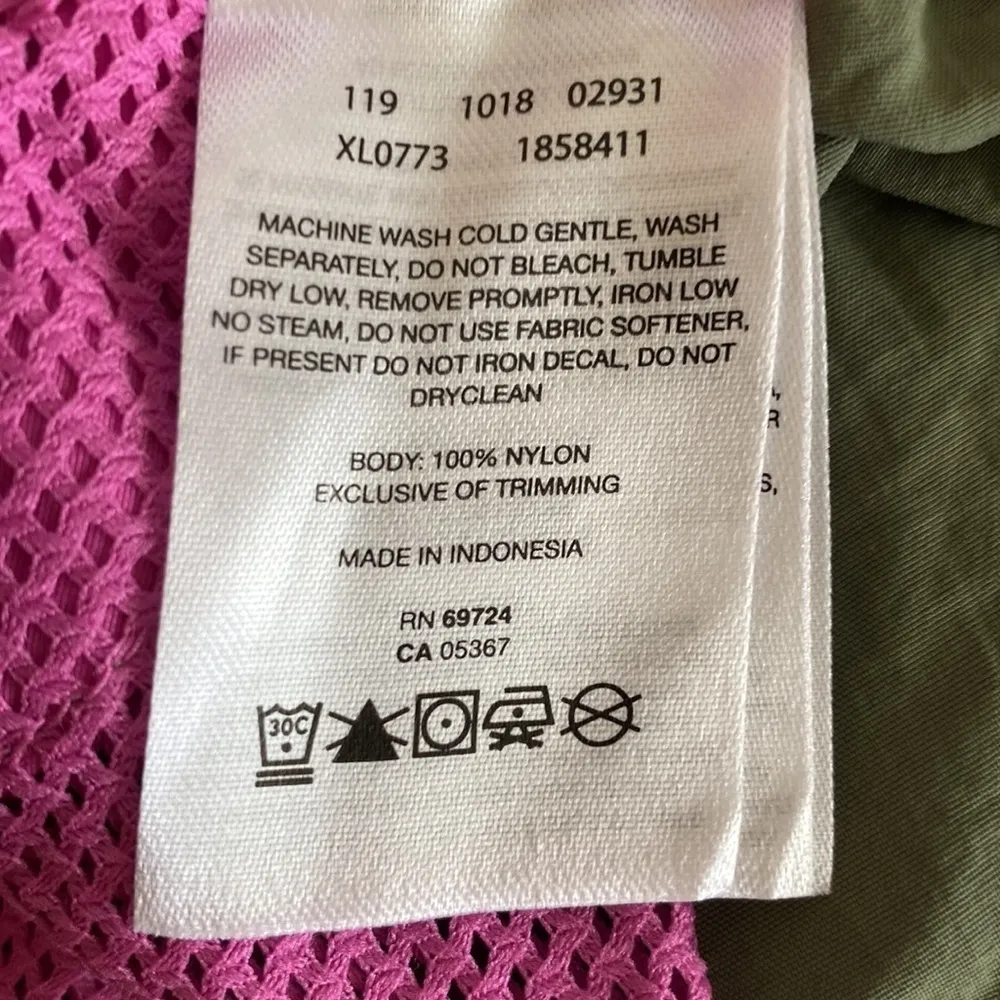 119 1018 02931
XL0773 1858411
MACHINE WASH COLD GENTLE, WASH
SEPARATELY, DO NOT BLEACH, TUMBLE
DRY LOW, REMOVE PROMPTLY, IRON LOW
NO STEAM, DO NOT USE FABRIC SOFTENER,
IF PRESENT DO NOT IRON DECAL, DO NOT
DRYCLEAN
BODY: 100% NYLON
EXCLUSIVE OF TRIMMING
MADE IN INDONESIA
RN 69724
CA 05367
30C